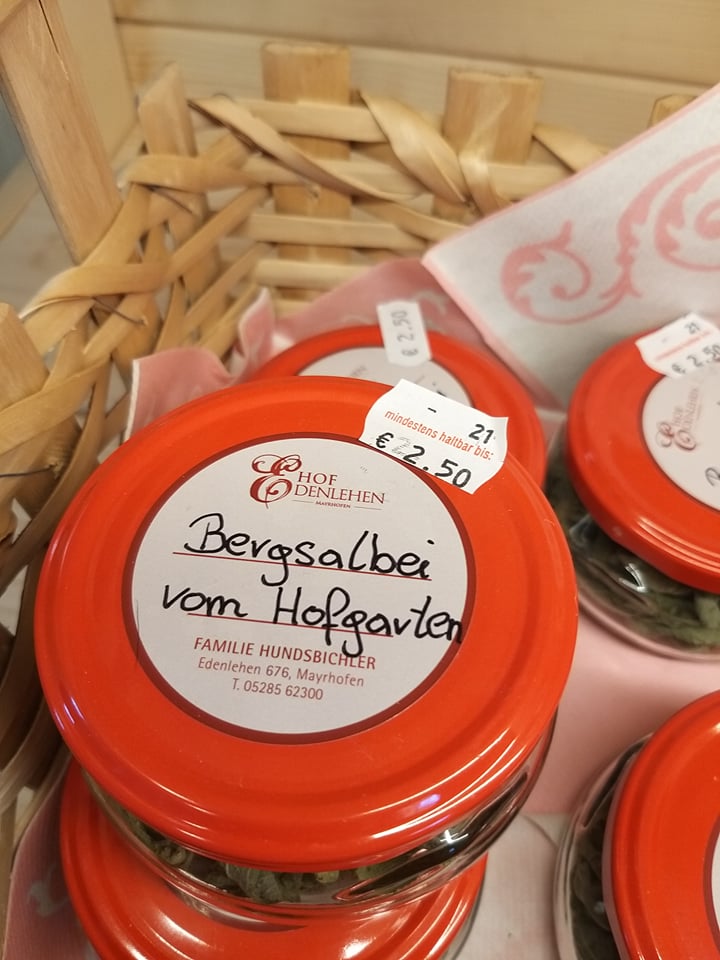 € 2.50
- 21
mindestens haltbar bis:
€ 2.50
HOF
EDENLEHEN
MAYRHOFEN
Bergsalbei
vom Hofgarten
FAMILIE HUNDSBICHLER
Edenlehen 676, Mayrhofen
T. 05285 62300
21
€ 2.50
HOF
EDENLEHEN